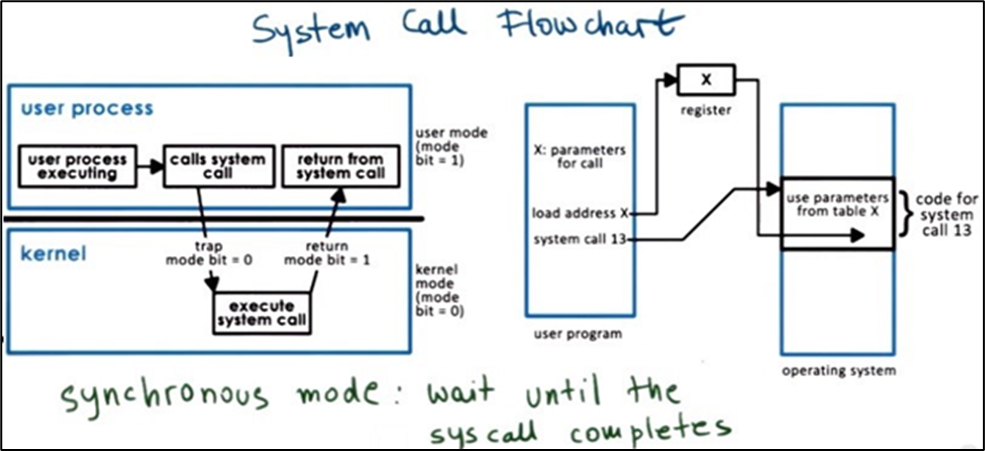 System Call Flowchart
user process
user process
executing
calls system
call
return from
system call
user mode
(mode
bit = 1)
kernel
trap
mode bit = 0
return
mode bit = 1
execute
system call
kernel
mode
(mode
bit = 0)
X
register
X: parameters
for call
load address X
system call 13
user program
use parameters
from table X
code for
system
call 13
operating system
synchronous mode: wait until the
syscall completes